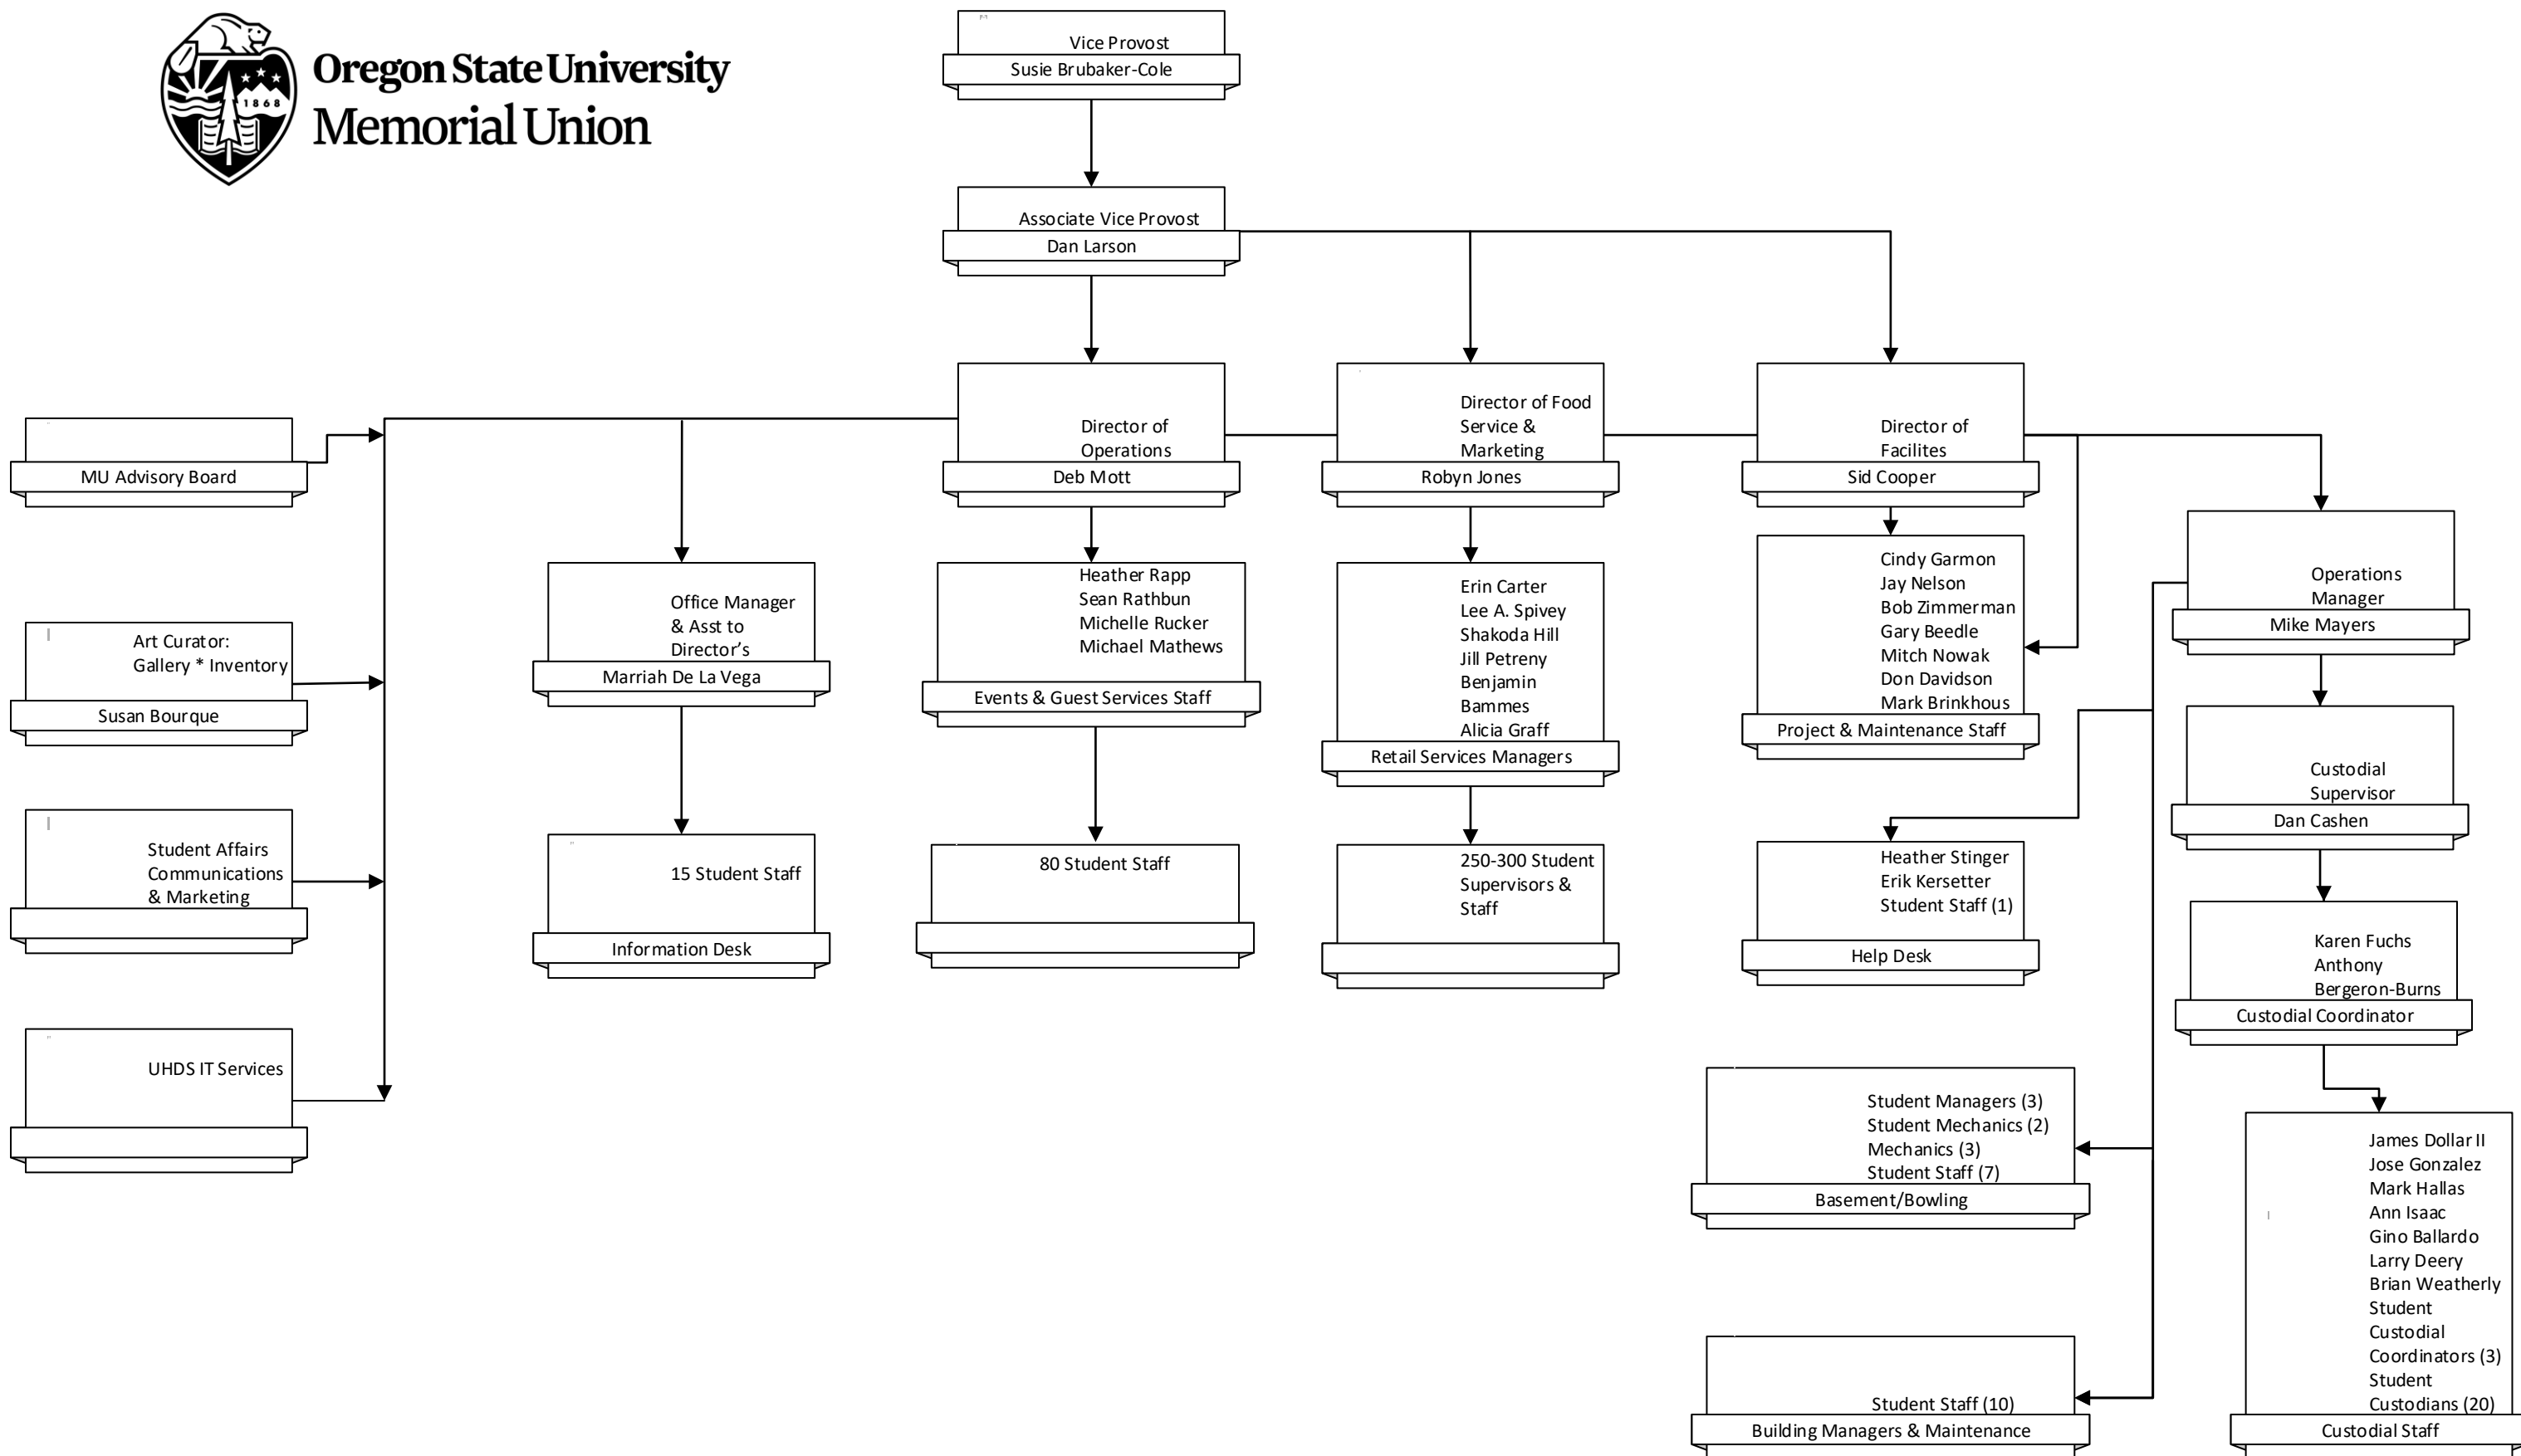 Oregon State University
Memorial Union
1868
Vice Provost
Susie Brubaker-Cole
Associate Vice Provost
Dan Larson
MU Advisory Board
Director of
Operations
Deb Mott
Director of Food
Service &
Marketing
Robyn Jones
Director of
Facilites
Sid Cooper
Art Curator:
Gallery * Inventory
Susan Bourque
Office Manager
& Asst to
Director's
Marriah De La Vega
Heather Rapp
Sean Rathbun
Michelle Rucker
Michael Mathews
Events & Guest Services Staff
Erin Carter
Lee A. Spivey
Shakoda Hill
Jill Petreny
Benjamin
Bammes
Alicia Graff
Retail Services Managers
Cindy Garmon
Jay Nelson
Bob Zimmerman
Gary Beedle
Mitch Nowak
Don Davidson
Mark Brinkhous
Project & Maintenance Staff
Operations
Manager
Mike Mayers
Custodial
Supervisor
Dan Cashen
Student Affairs
Communications
& Marketing
15 Student Staff
Information Desk
80 Student Staff
250-300 Student
Supervisors &
Staff
Heather Stinger
Erik Kersetter
Student Staff (1)
Help Desk
Karen Fuchs
Anthony
Bergeron-Burns
Custodial Coordinator
UHDS IT Services
Student Managers (3)
Student Mechanics (2)
Mechanics (3)
Student Staff (7)
Basement/Bowling
James Dollar II
Jose Gonzalez
Mark Hallas
Ann Isaac
Gino Ballardo
Larry Deery
Brian Weatherly
Student
Custodial
Coordinators (3)
Student
Custodians (20)
Custodial Staff
Student Staff (10)
Building Managers & Maintenance